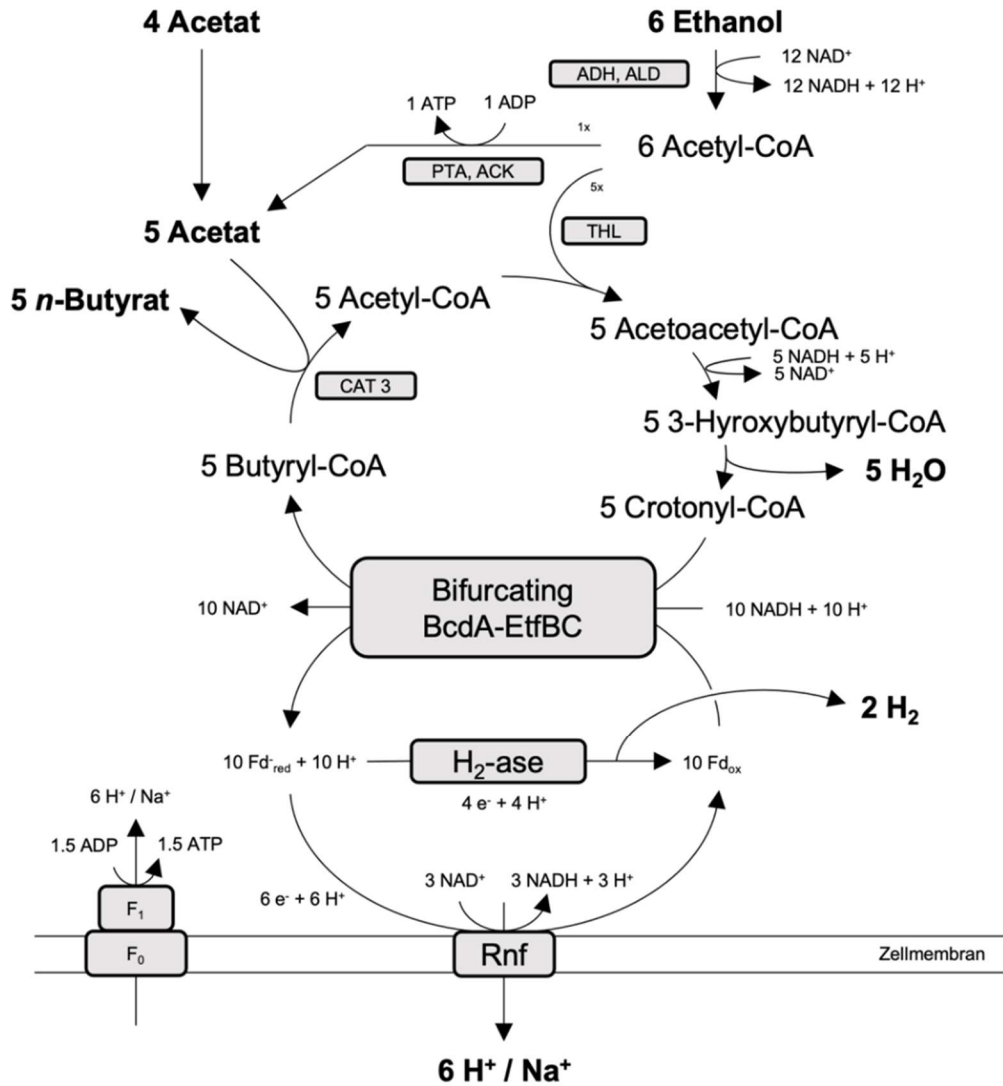 4 Acetat
6 Ethanol
12 NAD⁺
ADH, ALD
12 NADH + 12 H⁺
1 ATP
1 ADP
1x
6 Acetyl-CoA
PTA, ACK
5x
5 Acetat
THL
5 n-Butyrat
5 Acetyl-CoA
5 Acetoacetyl-CoA
5 NADH + 5 H⁺
5 NAD⁺
CAT 3
5 3-Hyroxybutyryl-CoA
5 Butyryl-CoA
5 H₂O
5 Crotonyl-CoA
Bifurcating
BcdA-EtfBC
10 NAD⁺
10 NADH + 10 H⁺
2 H₂
10 Fd⁻red + 10 H⁺
H₂-ase
10 Fdox
4 e⁻ + 4 H⁺
6 H⁺ / Na⁺
1.5 ADP
1.5 ATP
3 NAD⁺
3 NADH + 3 H⁺
6 e⁻ + 6 H⁺
F₁
F₀
Rnf
Zellmembran
6 H⁺ / Na⁺